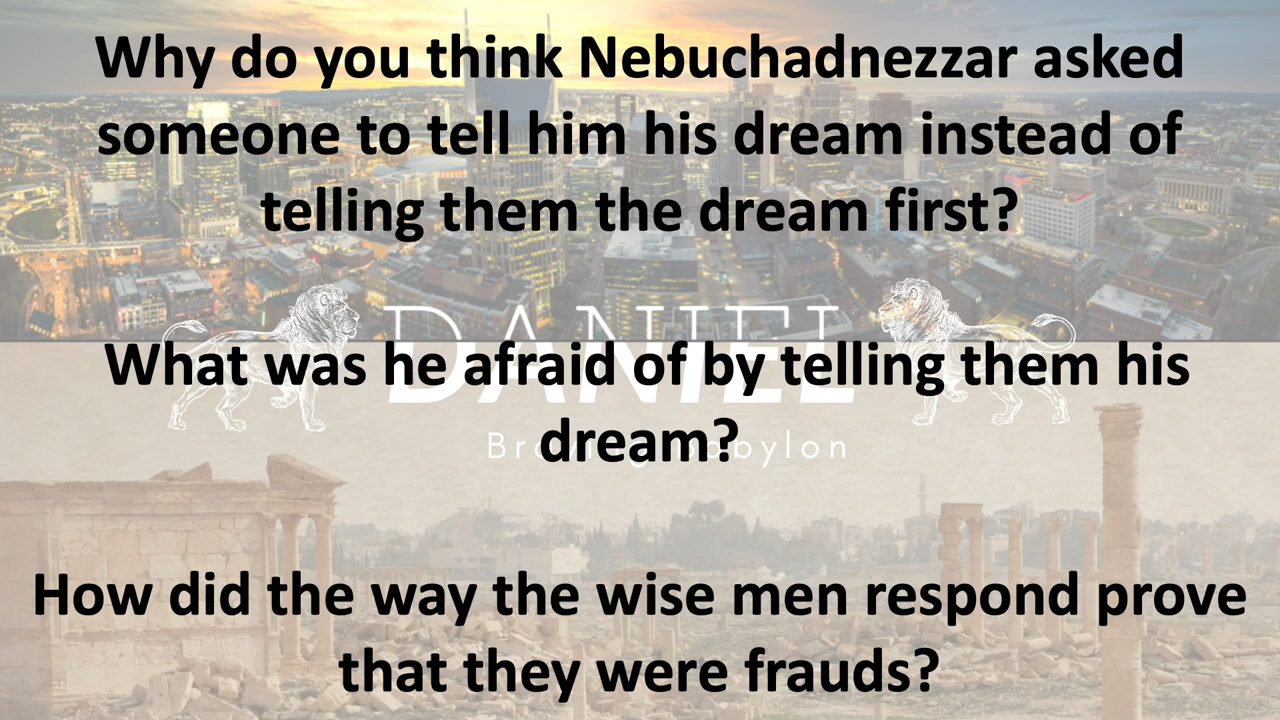 Why do you think Nebuchadnezzar asked
someone to tell him his dream instead of
telling them the dream first?
DANIEL
What was he afraid of by telling them his
dream?
How did the way the wise men respond prove
that they were frauds?